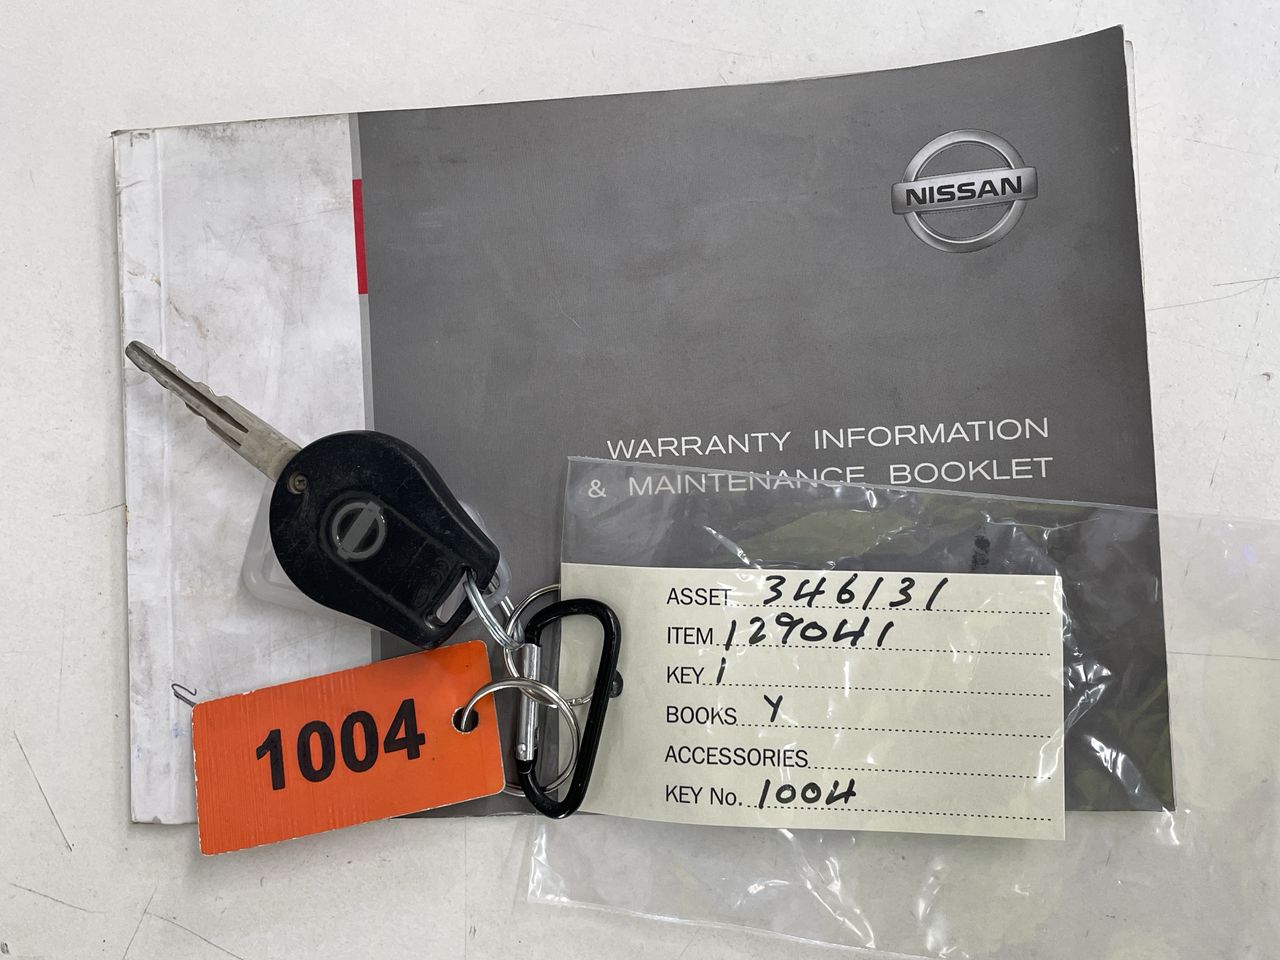 NISSAN
WARRANTY INFORMATION
& MAINTENANCE BOOKLET
ASSET 346131
ITEM 129041
KEY 1
BOOKS Y
ACCESSORIES
KEY No. 1004
1004